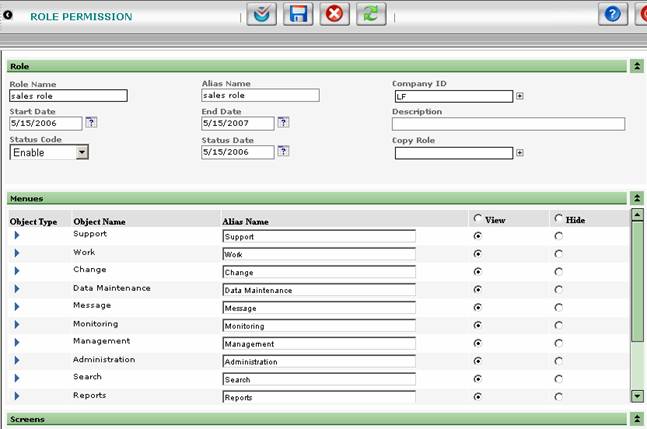 ROLE PERMISSION
Role
Role Name Alias Name Company ID
sales role sales role LF
Start Date End Date Description
5/15/2006 5/15/2007
Status Code Status Date Copy Role
Enable 5/15/2006
Menues
Object Type Object Name Alias Name View Hide
Support Support
Work Work
Change Change
Data Maintenance Data Maintenance
Message Message
Monitoring Monitoring
Management Management
Administration Administration
Search Search
Reports Reports
Screens